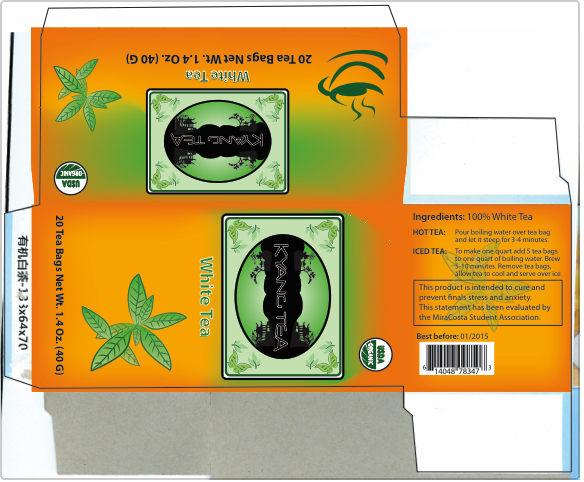 20 Tea Bags Net Wt. 1.4 Oz. (40 G)
White Tea
KYANG TEA
USDA
ORGANIC
20 Tea Bags Net Wt. 1.4 Oz. (40 G)
White Tea
KYANG TEA
USDA
ORGANIC
有机白茶-133x64x70
Ingredients: 100% White Tea
HOT TEA: Pour boiling water over tea bag
and let it steep for 3-4 minutes.
ICED TEA: To make one quart add 5 tea bags
to one quart of boiling water. Brew
5-10 minutes. Remove tea bags,
allow tea to cool and serve over ice.
This product is intended to cure and
prevent finals stress and anxiety.
This statement has been evaluated by
the MiraCosta Student Association.
Best before: 01/2015
6 14048 78347 3